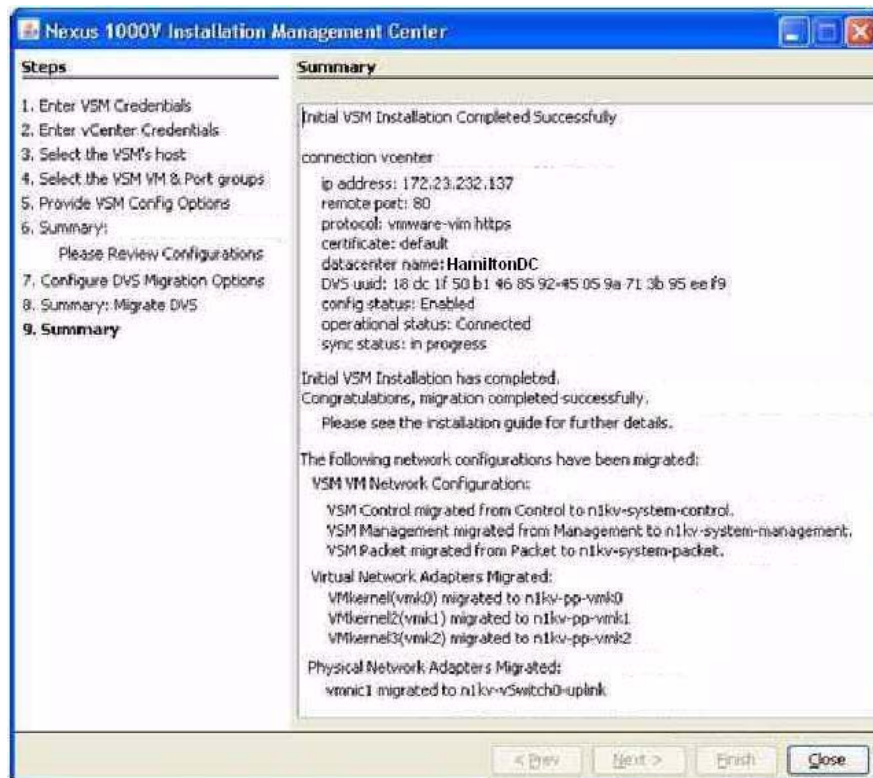 Nexus 1000V Installation Management Center
Steps
1. Enter VSM Credentials
2. Enter vCenter Credentials
3. Select the VSM's host
4. Select the VSM VM & Port groups
5. Provide VSM Config Options
6. Summary:
Please Review Configurations
7. Configure DVS Migration Options
8. Summary: Migrate DVS
9. Summary
Summary
Initial VSM Installation Completed Successfully
connection vcenter
ip address: 172.23.232.137
remote port: 80
protocol: vmware-vim https
certificate: default
datacenter name: HamiltonDC
DVS uuid: 18 dc 1f 50 b1 46 85 92-45 05 9a 71 3b 95 ee f9
config status: Enabled
operational status: Connected
sync status: in progress
Initial VSM Installation has completed.
Congratulations, migration completed successfully.
Please see the installation guide for further details.
The following network configurations have been migrated:
VSM VM Network Configuration:
VSM Control migrated from Control to n1kv-system-control.
VSM Management migrated from Management to n1kv-system-management.
VSM Packet migrated from Packet to n1kv-system-packet.
Virtual Network Adapters Migrated:
VMkernel(vmk0) migrated to n1kv-pp-vmk0
VMkernel2(vmk1) migrated to n1kv-pp-vmk1
VMkernel3(vmk2) migrated to n1kv-pp-vmk2
Physical Network Adapters Migrated:
vmnic1 migrated to n1kv-vSwitch0-uplink
< Prev
Next >
Finish
Close